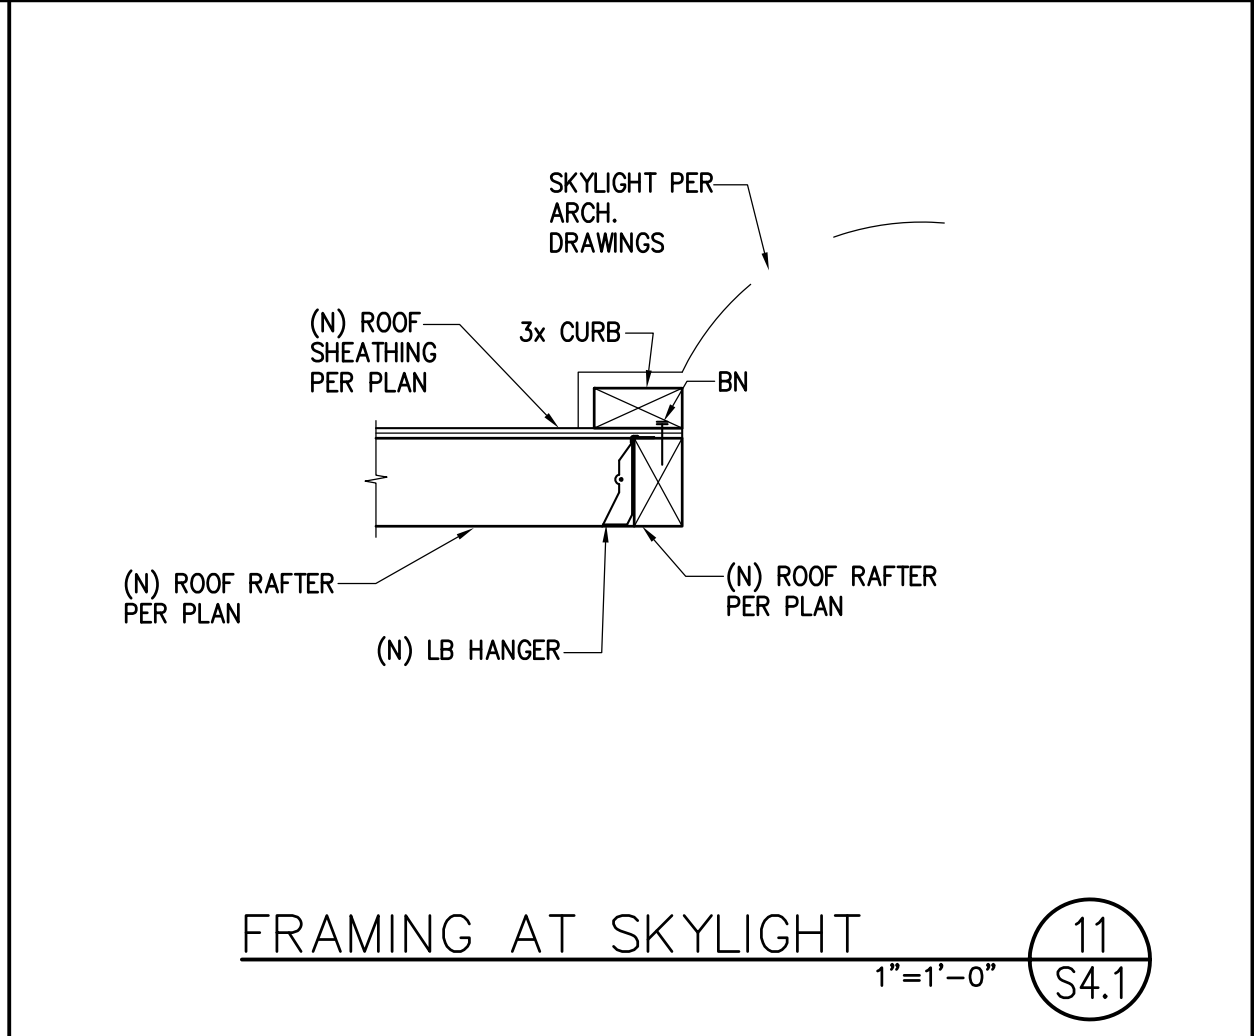 SKYLIGHT PER
ARCH.
DRAWINGS
(N) ROOF
SHEATHING
PER PLAN
3x CURB
BN
(N) ROOF RAFTER
PER PLAN
(N) ROOF RAFTER
PER PLAN
(N) LB HANGER
FRAMING AT SKYLIGHT
1"=1'-0"
11
S4.1